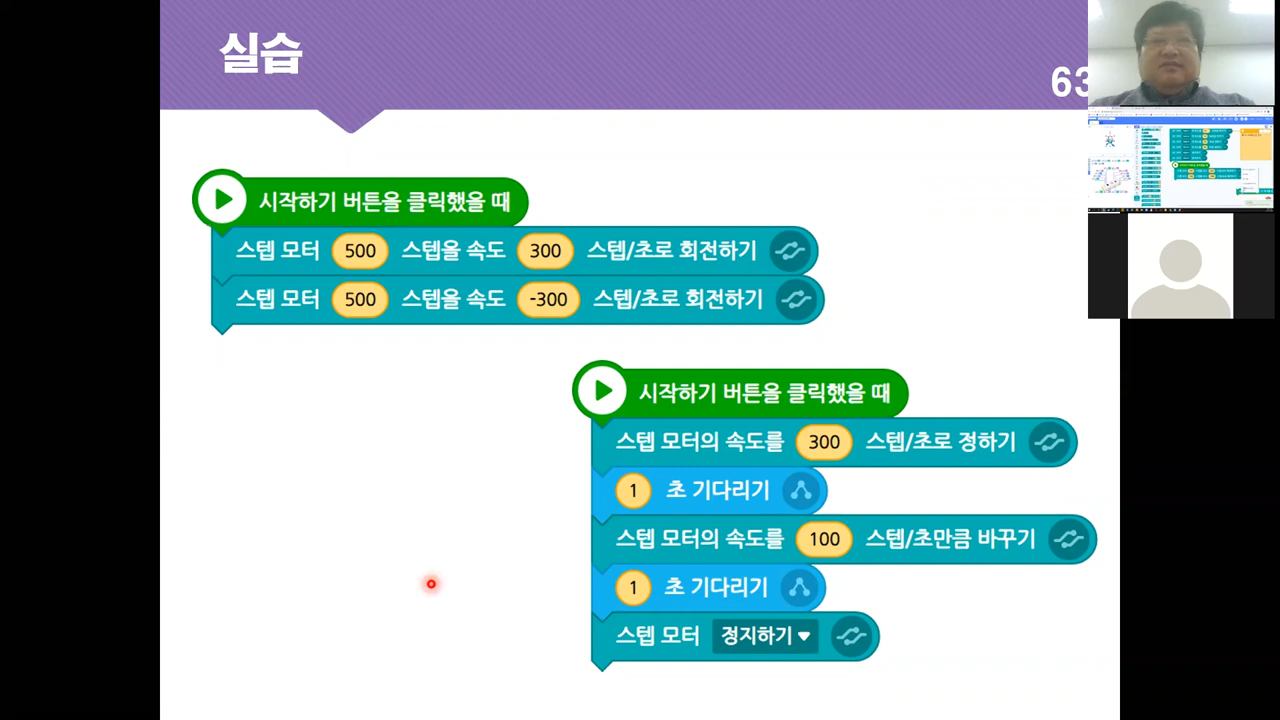 실습
63
시작하기 버튼을 클릭했을 때
스텝 모터 500 스텝을 속도 300 스텝/초로 회전하기
스텝 모터 500 스텝을 속도 -300 스텝/초로 회전하기
시작하기 버튼을 클릭했을 때
스텝 모터의 속도를 300 스텝/초로 정하기
1 초 기다리기
스텝 모터의 속도를 100 스텝/초만큼 바꾸기
1 초 기다리기
스텝 모터 정지하기